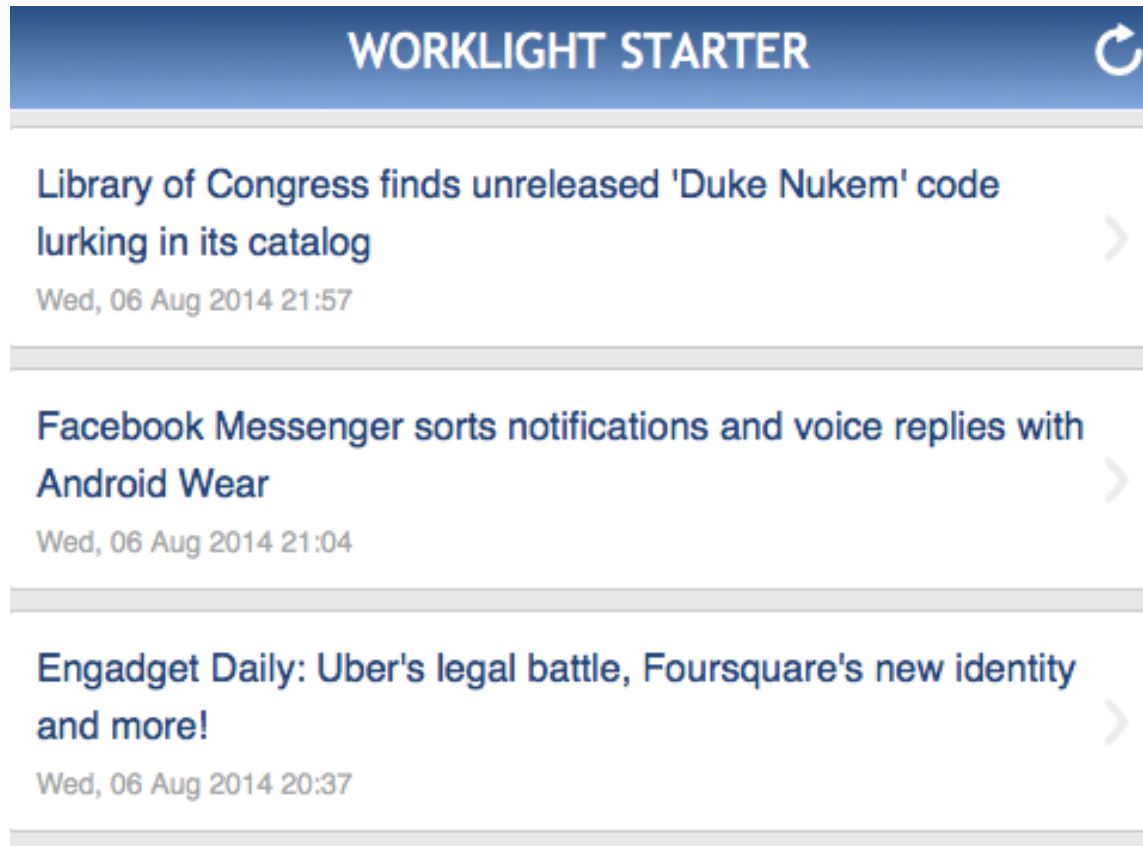 WORKLIGHT STARTER
Library of Congress finds unreleased 'Duke Nukem' code
lurking in its catalog
Wed, 06 Aug 2014 21:57
Facebook Messenger sorts notifications and voice replies with
Android Wear
Wed, 06 Aug 2014 21:04
Engadget Daily: Uber's legal battle, Foursquare's new identity
and more!
Wed, 06 Aug 2014 20:37